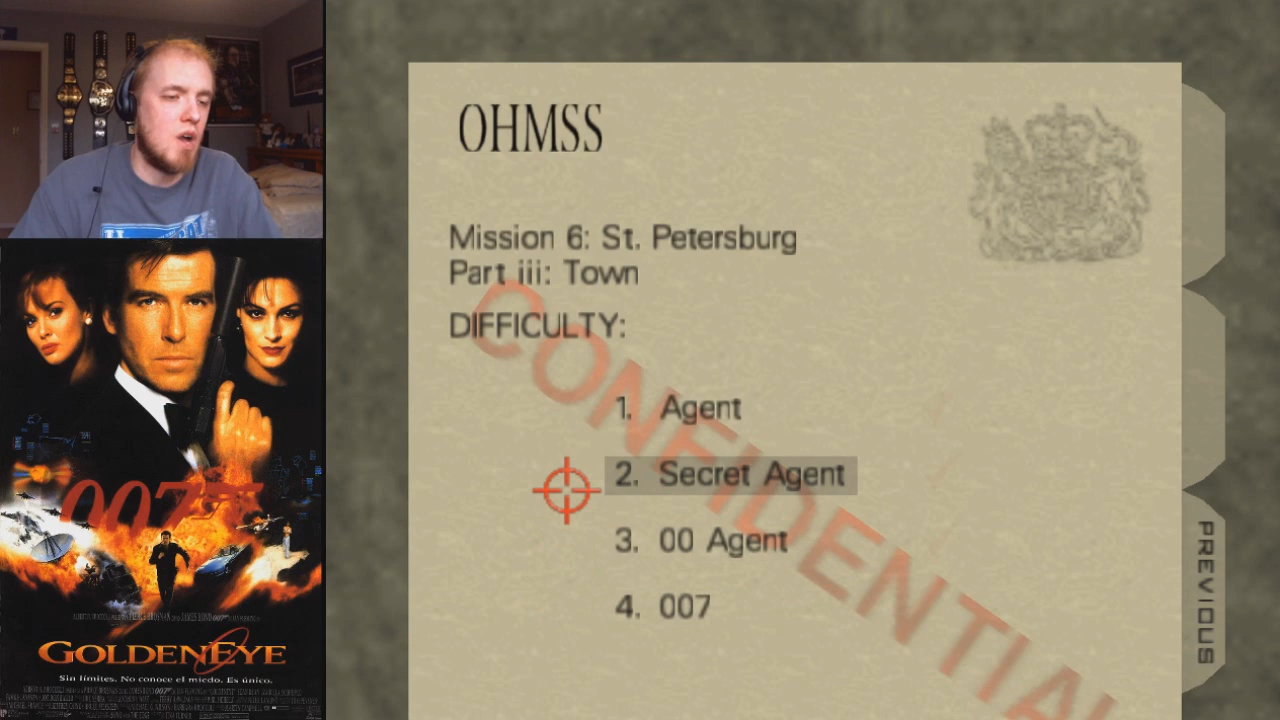 OHMSS
Mission 6: St. Petersburg
Part iii: Town
DIFFICULTY:
1. Agent
2. Secret Agent
3. 00 Agent
4. 007
CONFIDENTIAL
PREVIOUS
007
GOLDENEYE
Sin límites. No conoce el miedo. Es único.